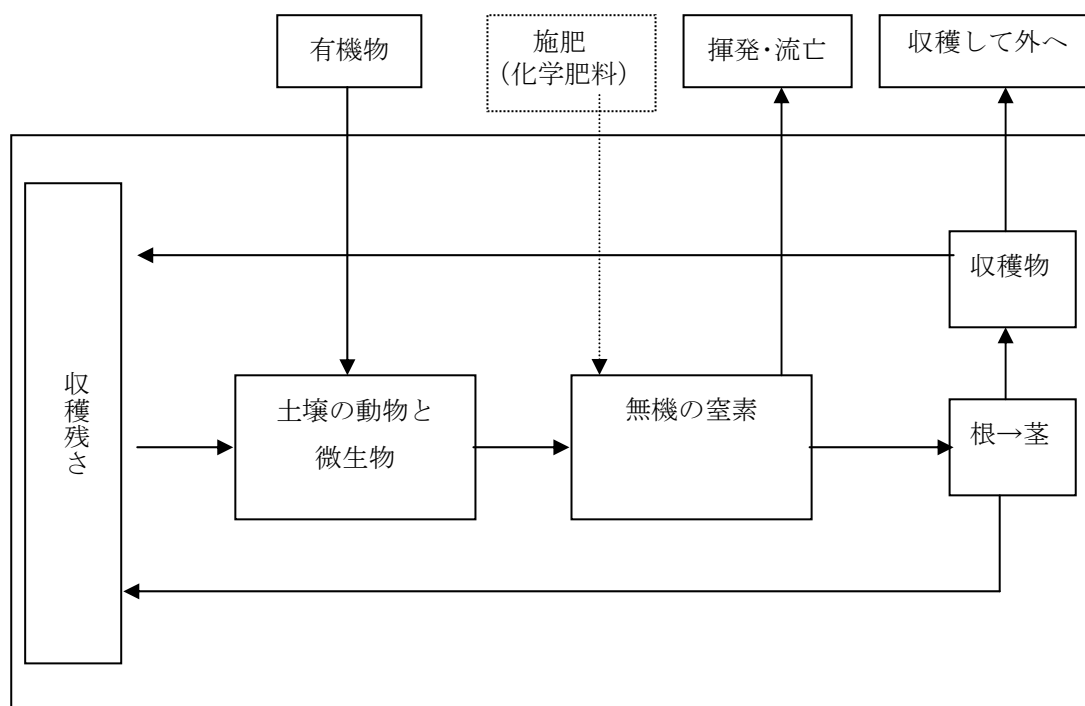 有機物
施肥
（化学肥料）
揮発・流亡
収穫して外へ
収穫物
収穫残さ
土壌の動物と
微生物
無機の窒素
根→茎